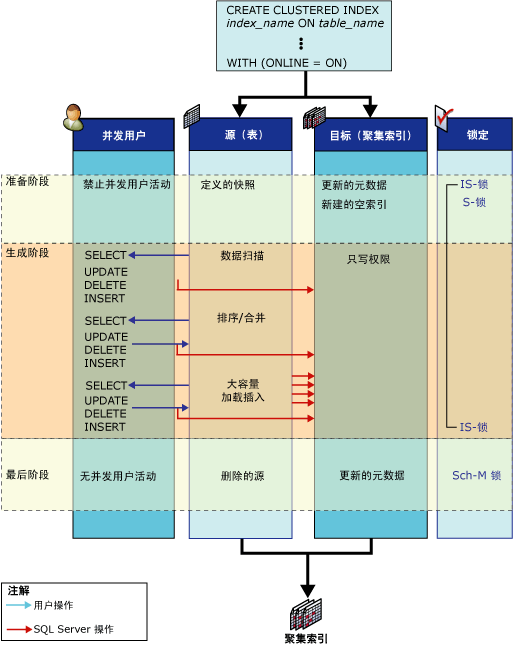 CREATE CLUSTERED INDEX
index_name ON table_name
WITH (ONLINE = ON)
并发用户
源（表）
目标（聚集索引）
锁定
准备阶段
禁止并发用户活动
定义的快照
更新的元数据
新建的空索引
IS-锁
S-锁
生成阶段
SELECT
UPDATE
DELETE
INSERT
数据扫描
只写权限
SELECT
UPDATE
DELETE
INSERT
排序/合并
SELECT
UPDATE
DELETE
INSERT
大容量
加载插入
IS-锁
最后阶段
无并发用户活动
删除的源
更新的元数据
Sch-M 锁
注解
用户操作
SQL Server 操作
聚集索引